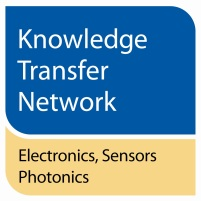 Knowledge
Transfer
Network
Electronics, Sensors
Photonics